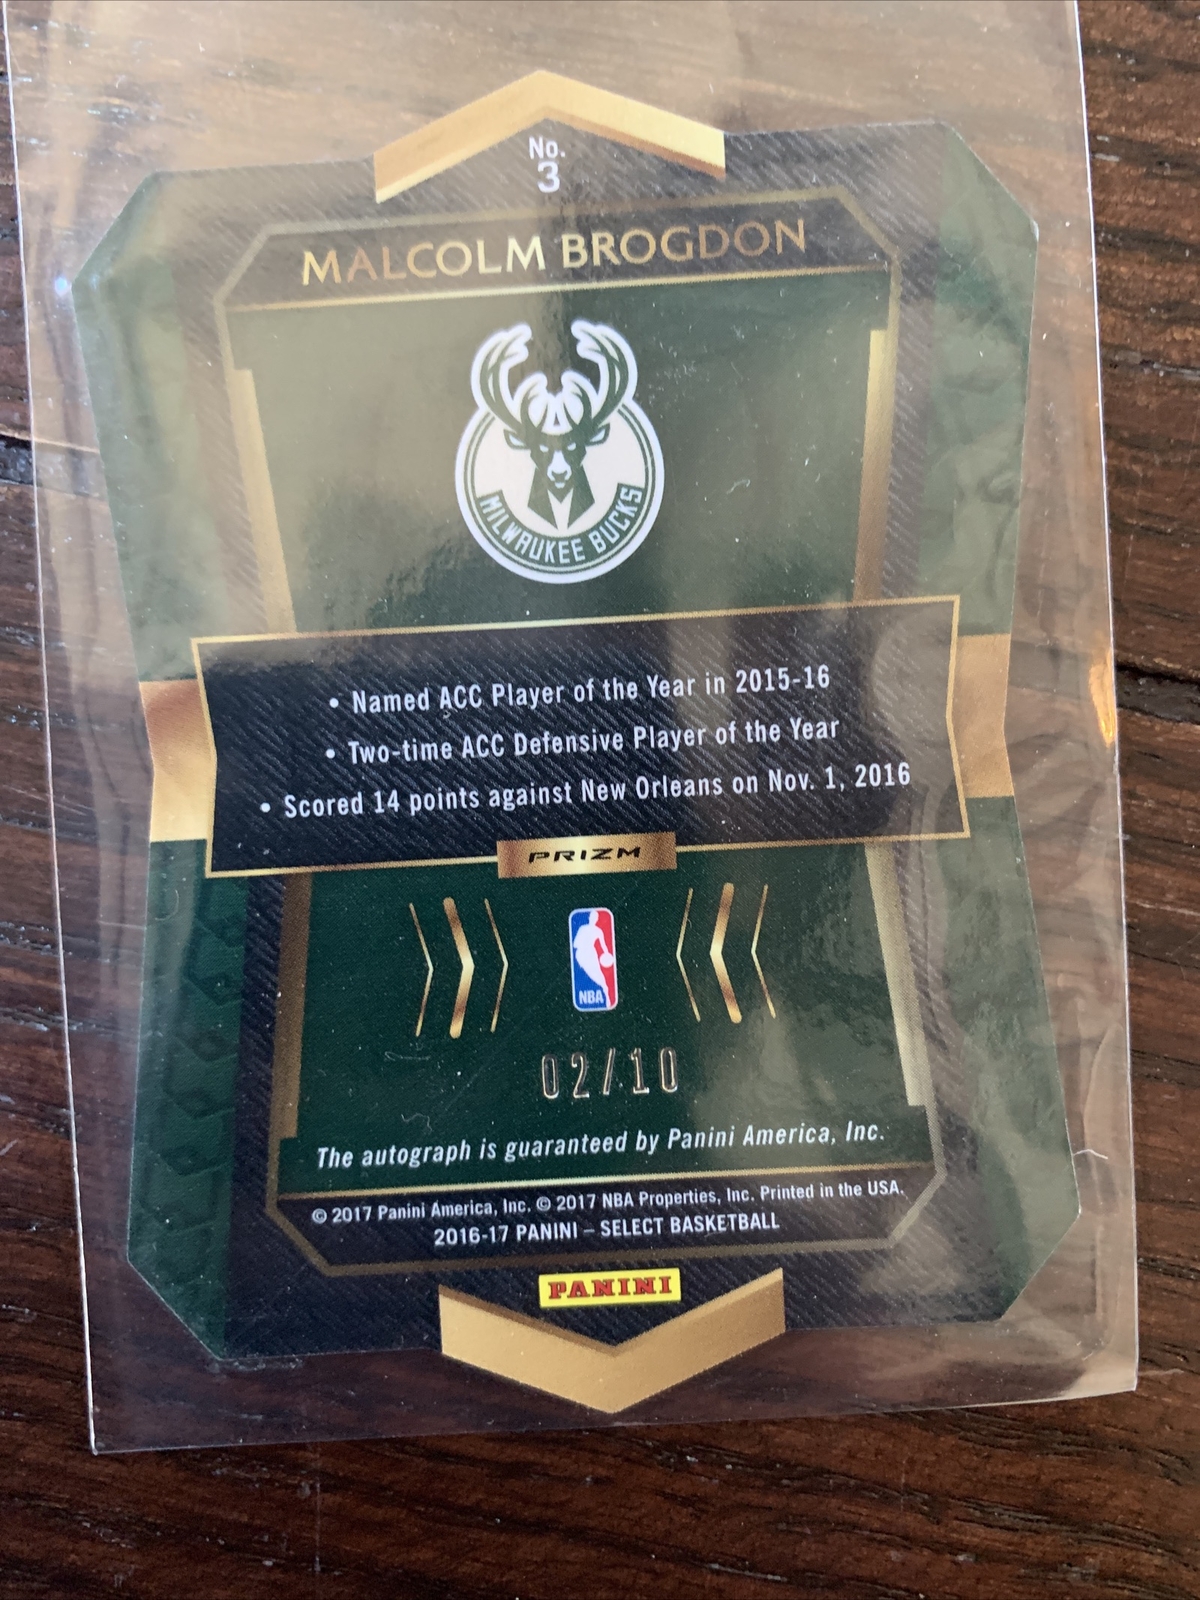 No.
3
MALCOLM BROGDON
MILWAUKEE BUCKS
• Named ACC Player of the Year in 2015-16
• Two-time ACC Defensive Player of the Year
• Scored 14 points against New Orleans on Nov. 1, 2016
PRIZM
NBA
02/10
The autograph is guaranteed by Panini America, Inc.
© 2017 Panini America, Inc. © 2017 NBA Properties, Inc. Printed in the USA.
2016-17 PANINI – SELECT BASKETBALL
PANINI